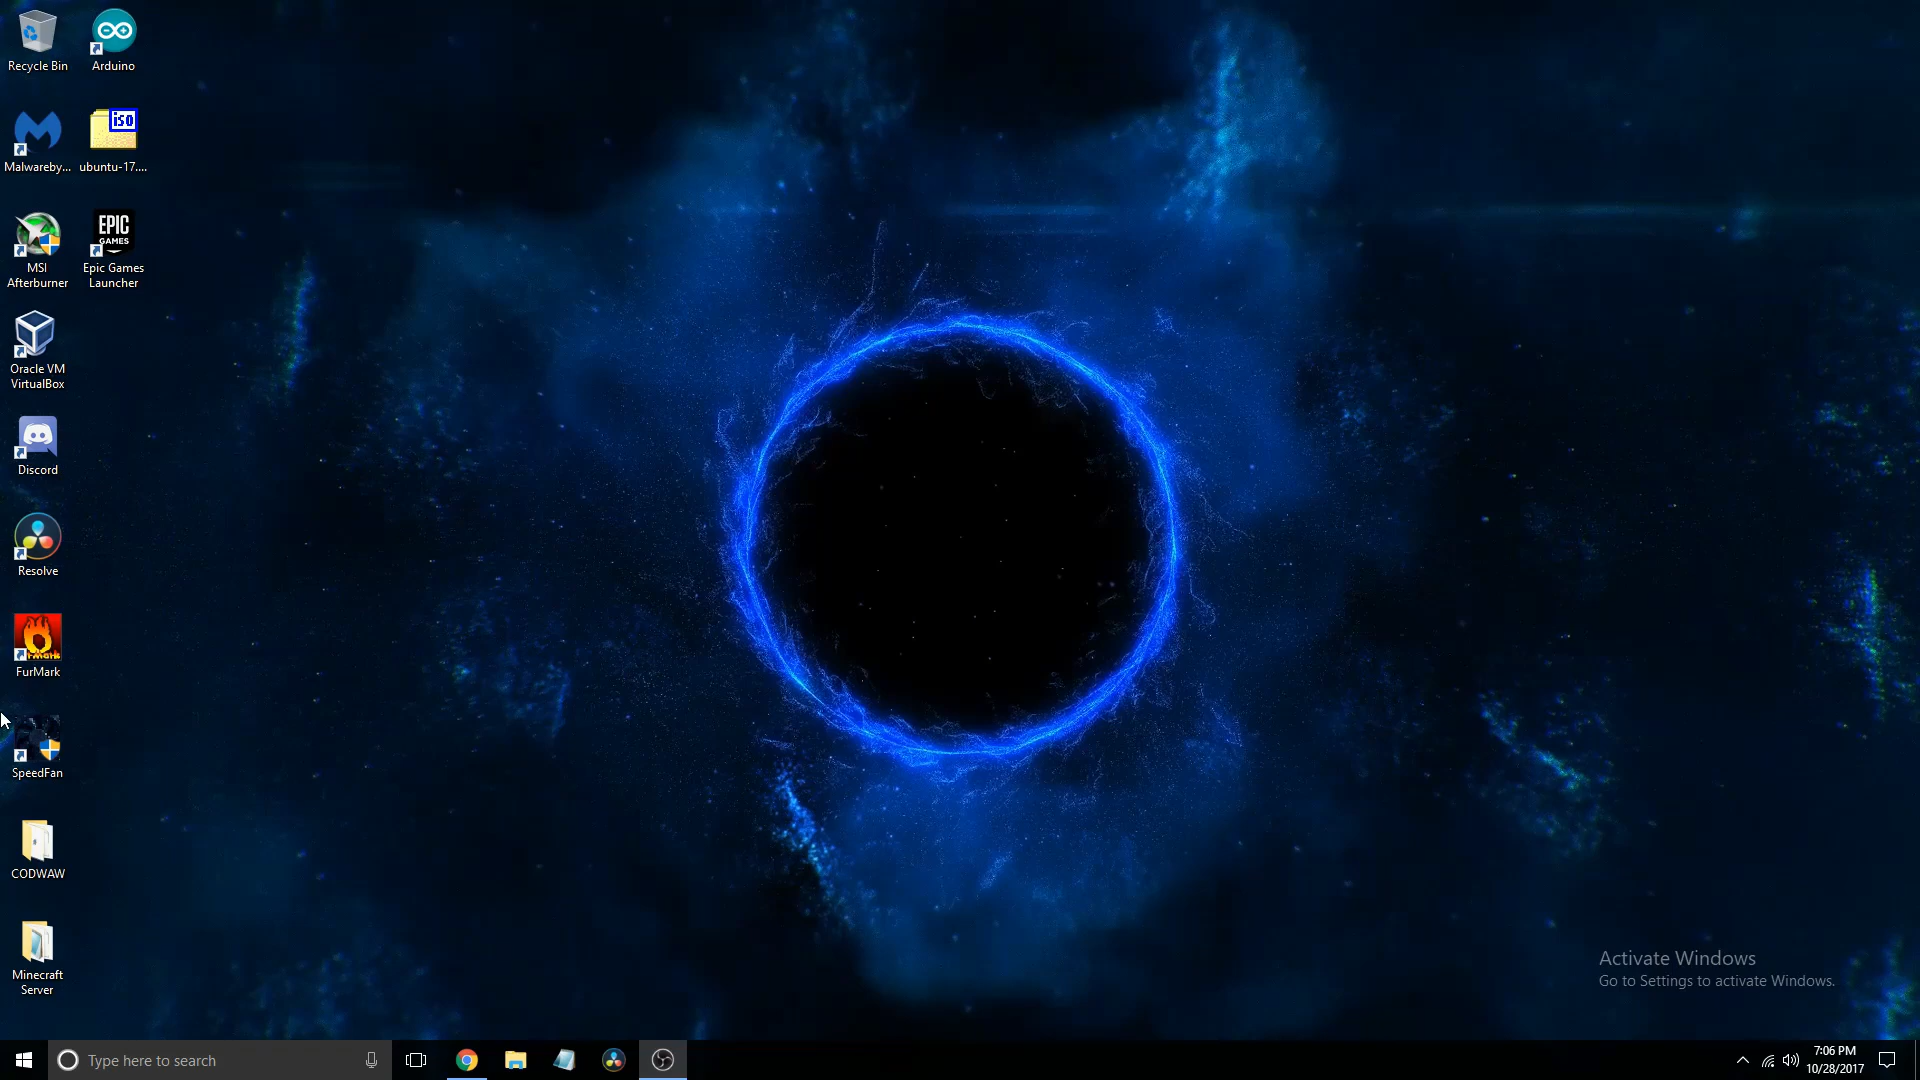 Recycle Bin
Arduino
Malwareby...
iso
ubuntu-17....
MSI
Afterburner
EPIC
GAMES
Epic Games
Launcher
Oracle VM
VirtualBox
Discord
Resolve
FurMark
SpeedFan
CODWAW
Minecraft
Server
Activate Windows
Go to Settings to activate Windows.
Type here to search
7:06 PM
10/28/2017